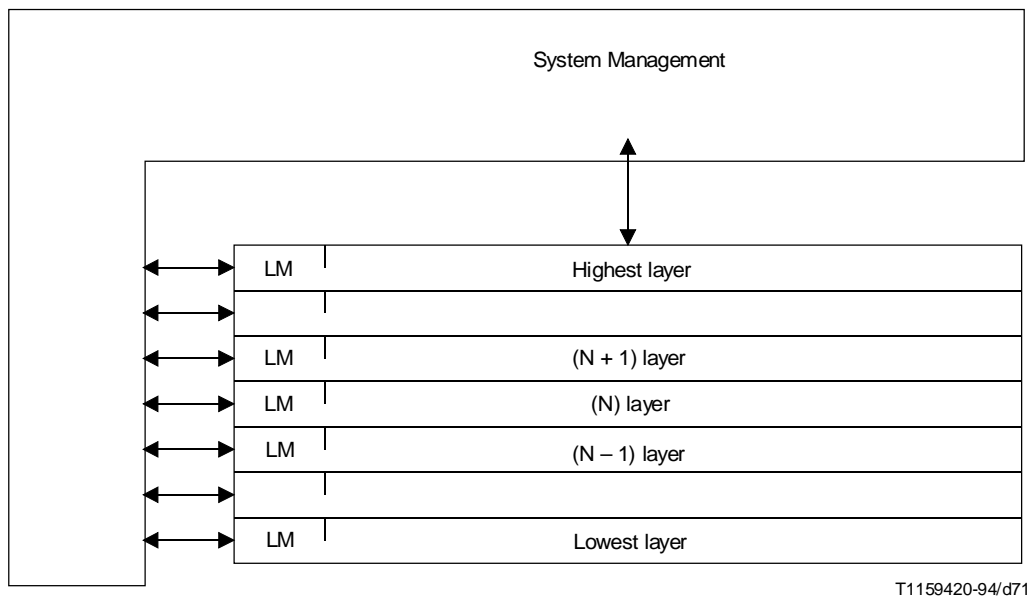 System Management
LM Highest layer
LM (N + 1) layer
LM (N) layer
LM (N – 1) layer
LM Lowest layer
T1159420-94/d71